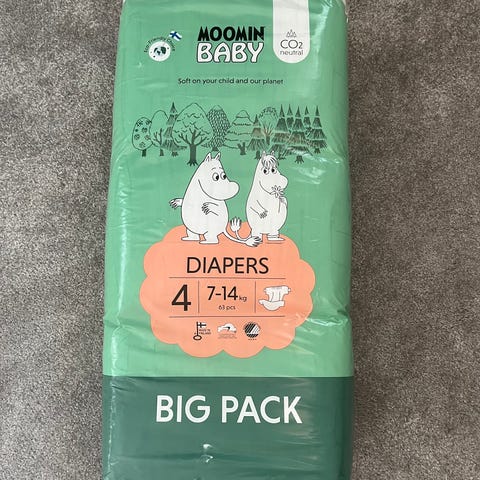 MOOMIN
BABY
CO2
neutral
Soft on your child and our planet
DIAPERS
4
7-14 kg
63 pcs
BIG PACK